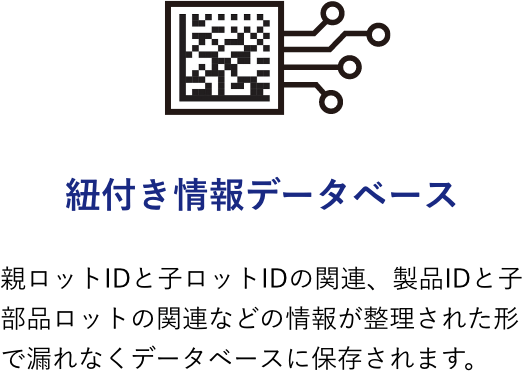 紐付き情報データベース
親ロットIDと子ロットIDの関連、製品IDと子
部品ロットの関連などの情報が整理された形
で漏れなくデータベースに保存されます。